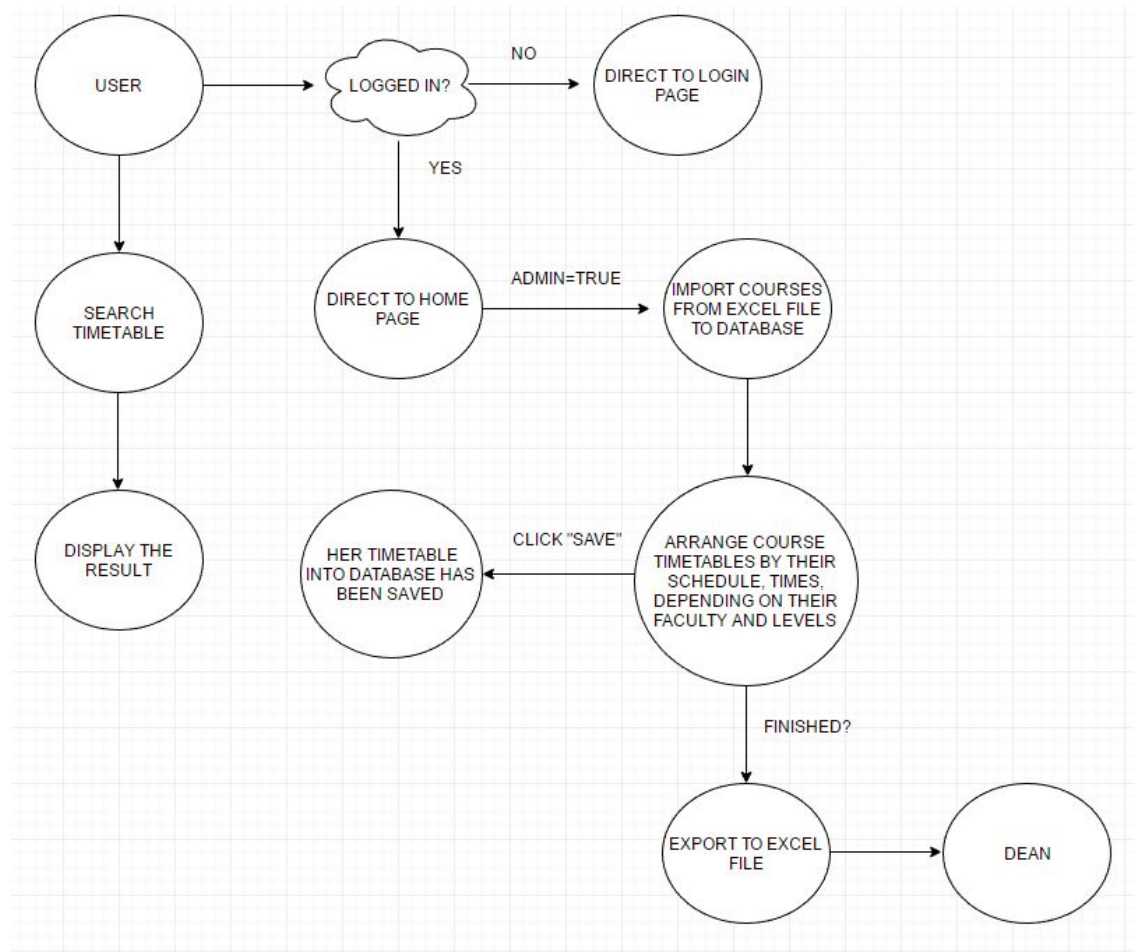 USER
LOGGED IN?
NO
DIRECT TO LOGIN
PAGE
YES
SEARCH
TIMETABLE
DIRECT TO HOME
PAGE
ADMIN=TRUE
IMPORT COURSES
FROM EXCEL FILE
TO DATABASE
DISPLAY THE
RESULT
HER TIMETABLE
INTO DATABASE HAS
BEEN SAVED
CLICK "SAVE"
ARRANGE COURSE
TIMETABLES BY THEIR
SCHEDULE, TIMES,
DEPENDING ON THEIR
FACULTY AND LEVELS
FINISHED?
EXPORT TO EXCEL
FILE
DEAN